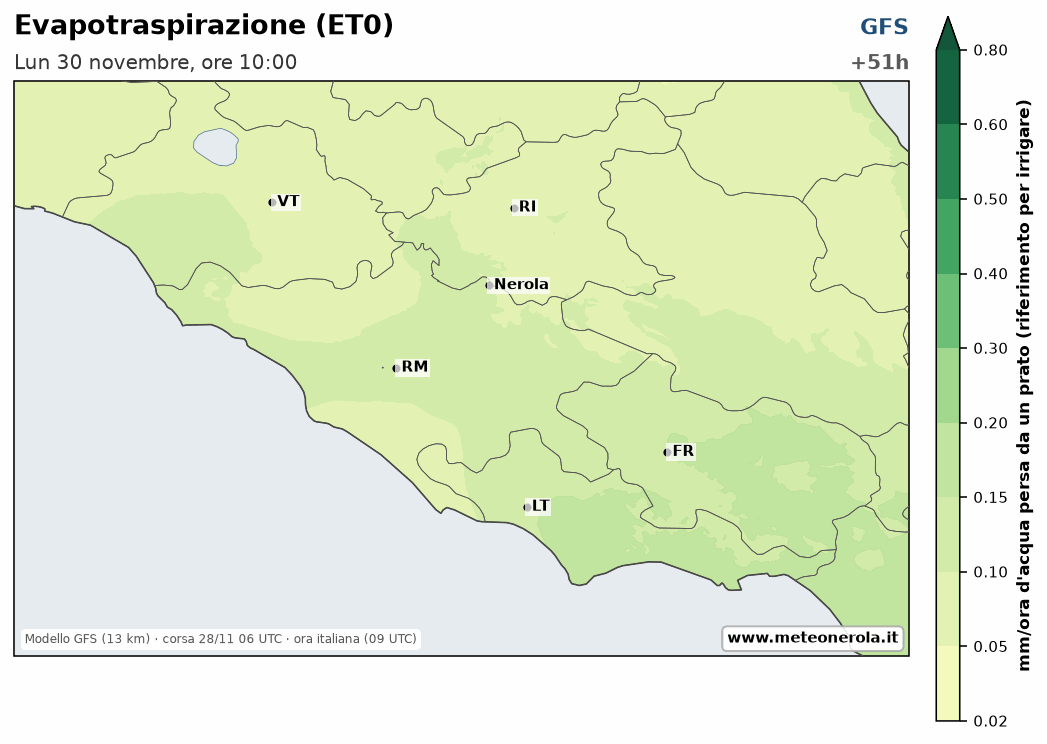 Evapotraspirazione (ET0)
GFS
Lun 30 novembre, ore 10:00
+51h
VT
RI
Nerola
RM
FR
LT
Modello GFS (13 km) · corsa 28/11 06 UTC · ora italiana (09 UTC)
www.meteonerola.it
0.80
0.60
0.50
0.40
0.30
0.20
0.15
0.10
0.05
0.02
mm/ora d'acqua persa da un prato (riferimento per irrigare)